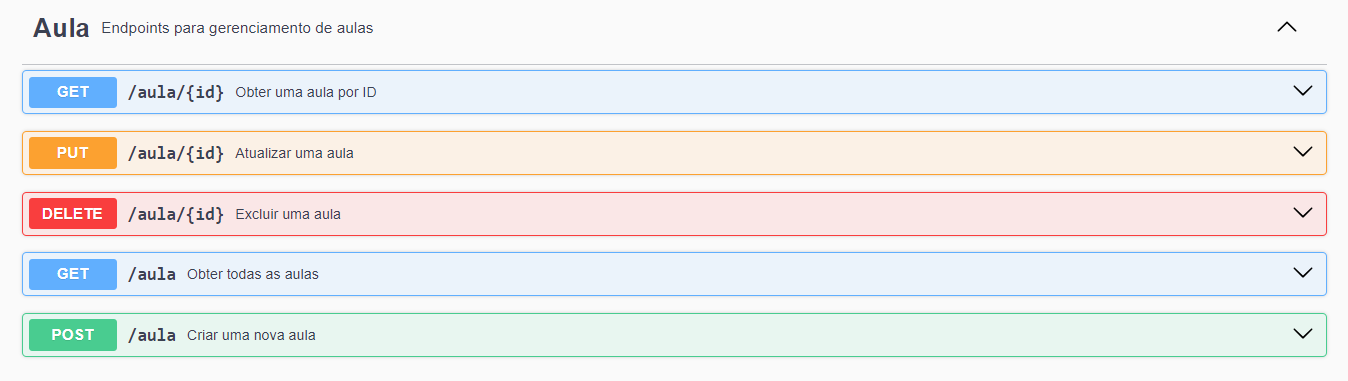 Aula Endpoints para gerenciamento de aulas
GET /aula/{id} Obter uma aula por ID
PUT /aula/{id} Atualizar uma aula
DELETE /aula/{id} Excluir uma aula
GET /aula Obter todas as aulas
POST /aula Criar uma nova aula